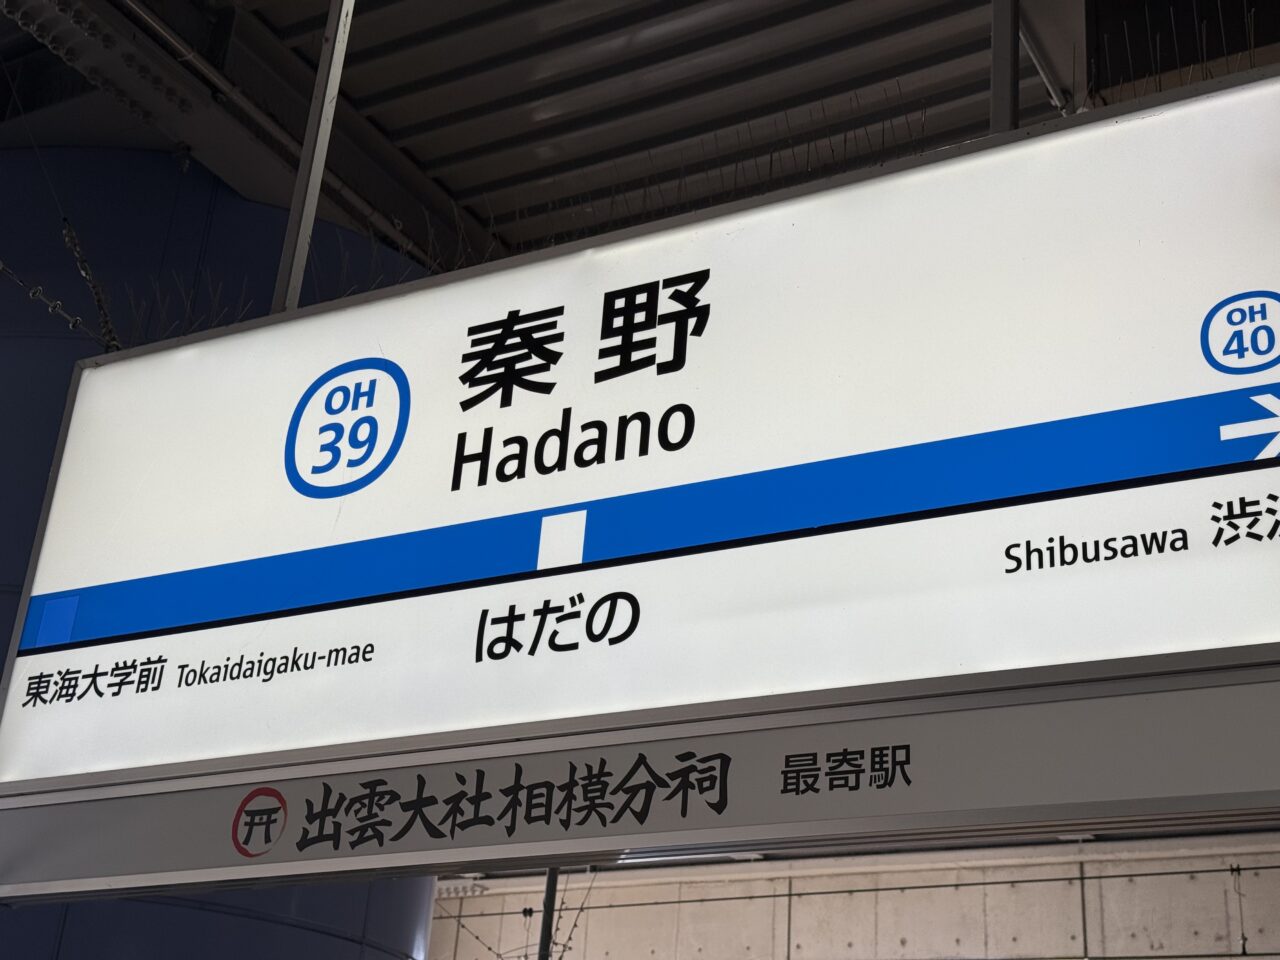 OH
39
秦野
Hadano
はだの
OH
40
東海大学前 Tokaidaigaku-mae
Shibusawa 渋
出雲大社相模分祠 最寄駅